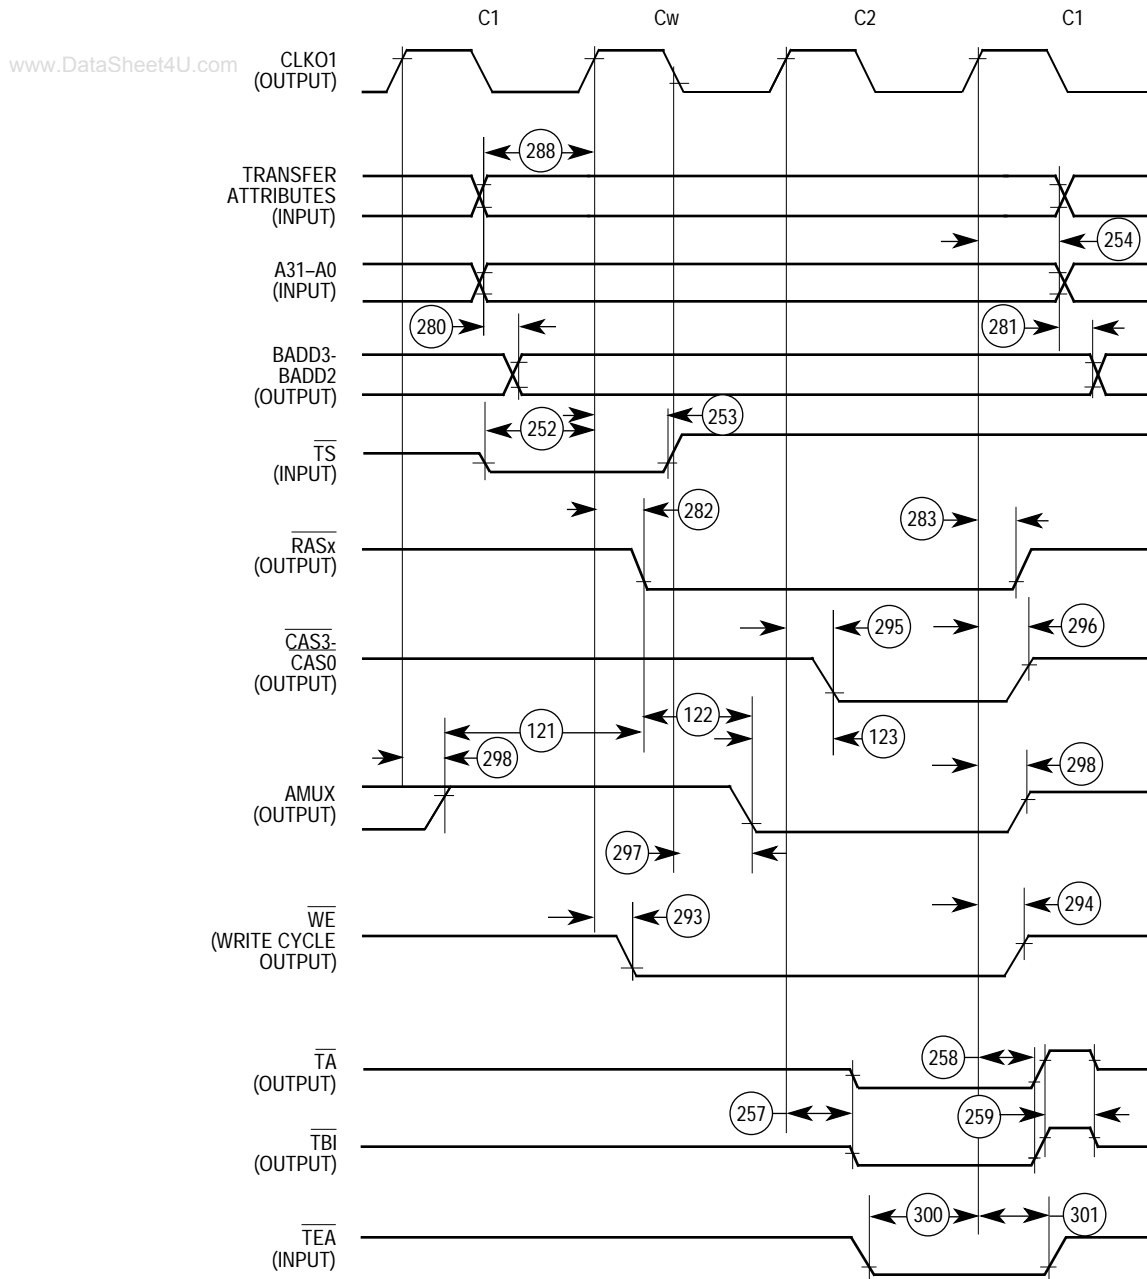 C1 Cw C2 C1
www.DataSheet4U.com
CLKO1
(OUTPUT)
288
TRANSFER
ATTRIBUTES
(INPUT)
254
A31–A0
(INPUT)
280 281
BADD3-
BADD2
(OUTPUT)
252 253
TS
(INPUT)
282 283
RASx
(OUTPUT)
295 296
CAS3-
CAS0
(OUTPUT)
121 122 123
298 298
AMUX
(OUTPUT)
297
293 294
WE
(WRITE CYCLE
OUTPUT)
258
TA
(OUTPUT)
257 259
TBI
(OUTPUT)
300 301
TEA
(INPUT)